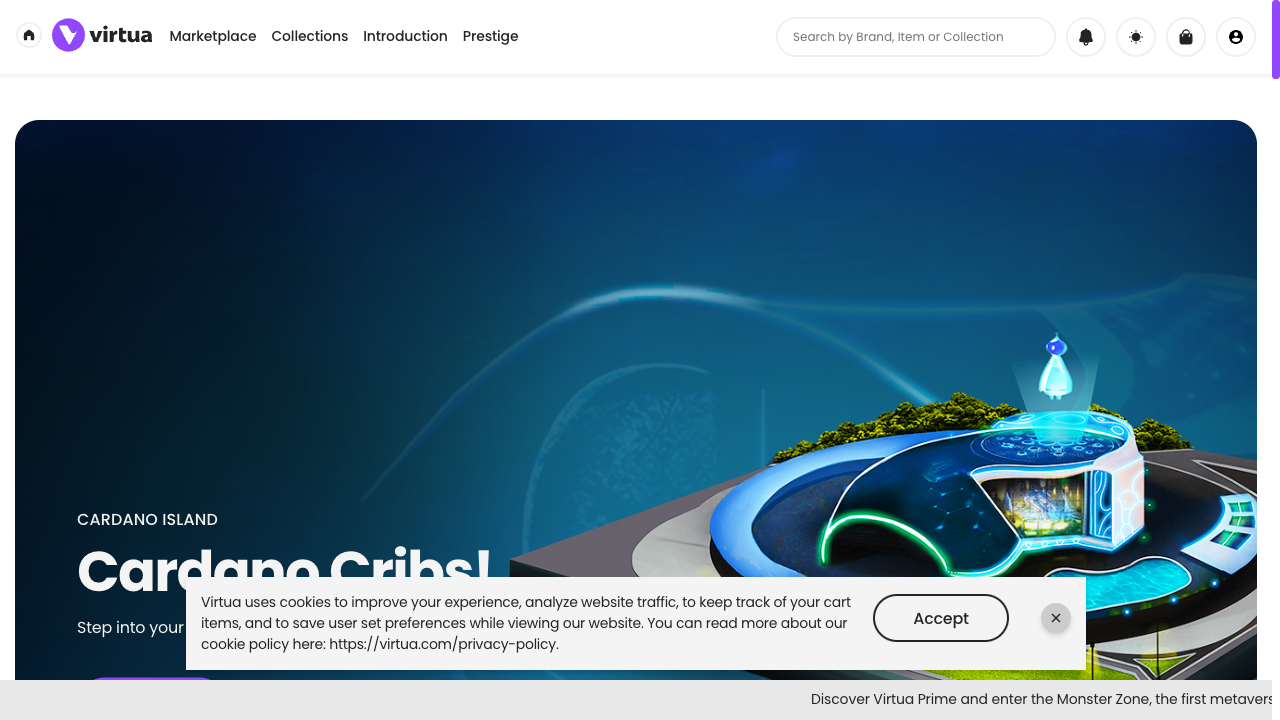 virtua
Marketplace
Collections
Introduction
Prestige
Search by Brand, Item or Collection
CARDANO ISLAND
Cardano Cribs!
Step into your
Virtua uses cookies to improve your experience, analyze website traffic, to keep track of your cart
items, and to save user set preferences while viewing our website. You can read more about our
cookie policy here: https://virtua.com/privacy-policy.
Accept
Discover Virtua Prime and enter the Monster Zone, the first metavers